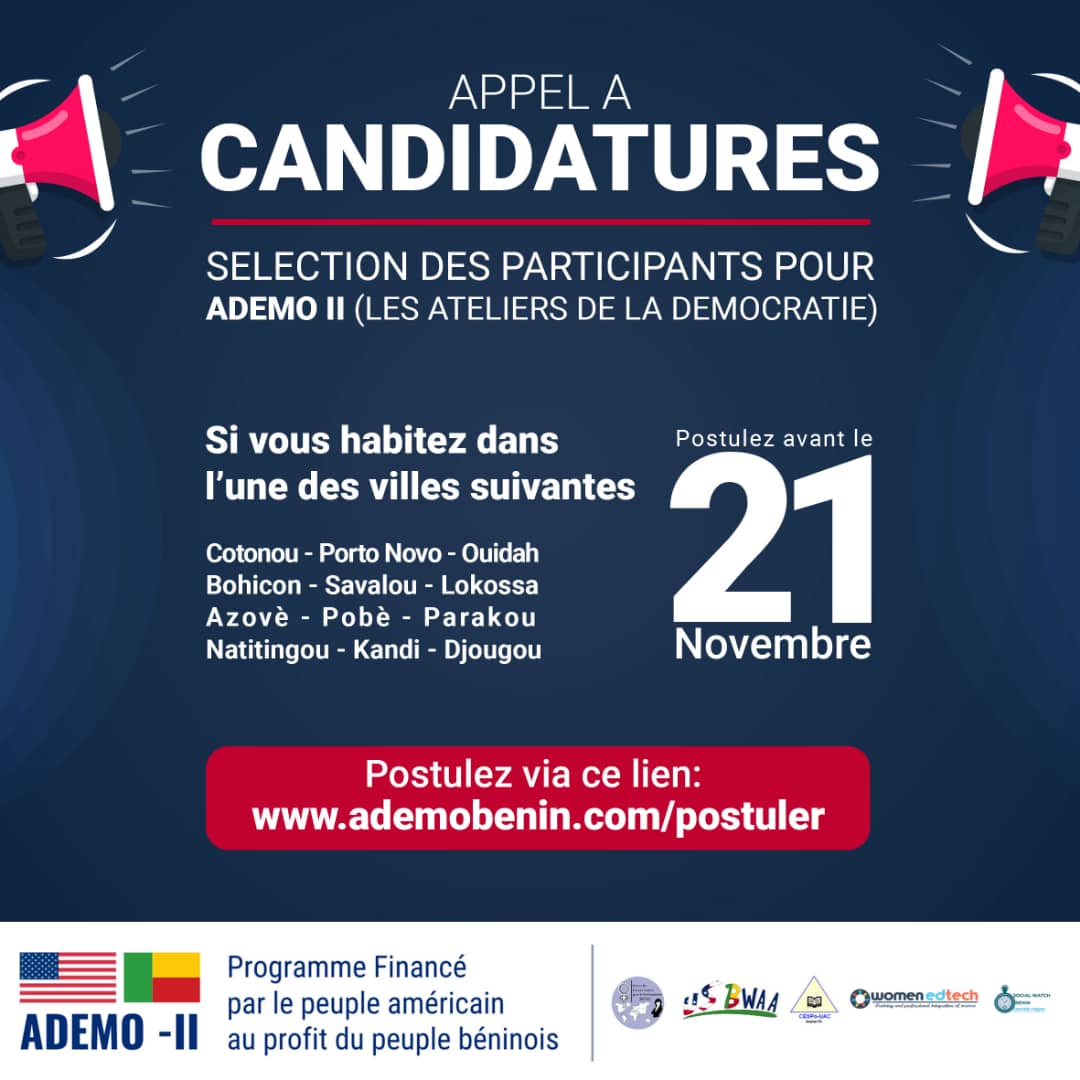 APPEL A
CANDIDATURES
SELECTION DES PARTICIPANTS POUR
ADEMO II (LES ATELIERS DE LA DEMOCRATIE)
Si vous habitez dans
l’une des villes suivantes
Cotonou - Porto Novo - Ouidah
Bohicon - Savalou - Lokossa
Azovè - Pobè - Parakou
Natitingou - Kandi - Djougou
Postulez avant le
21
Novembre
Postulez via ce lien:
www.ademobenin.com/postuler
ADEMO -II
Programme Financé
par le peuple américain
au profit du peuple béninois
US BWAA
CESPo-UAC
women edtech
SOCIAL WATCH
BENIN